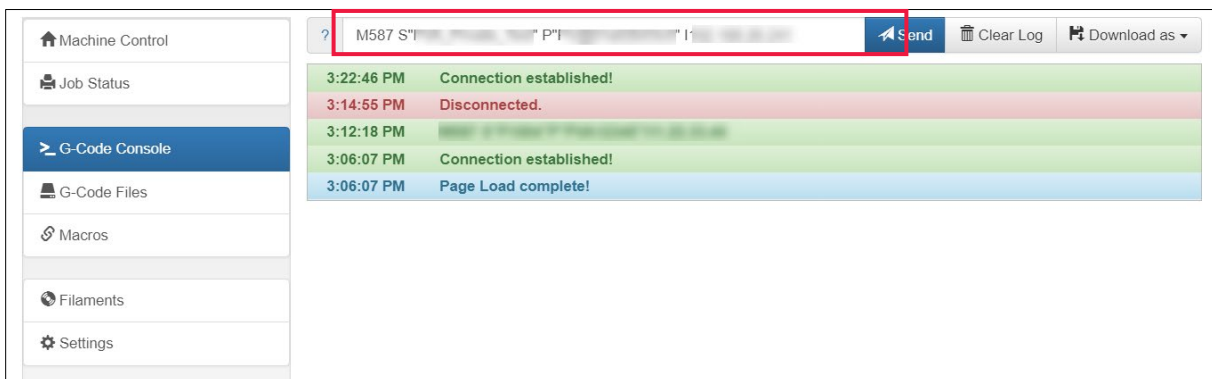 Machine Control
Job Status
G-Code Console
G-Code Files
Macros
Filaments
Settings
? M587 S" " P" "
Send Clear Log Download as
3:22:46 PM Connection established!
3:14:55 PM Disconnected.
3:12:18 PM
3:06:07 PM Connection established!
3:06:07 PM Page Load complete!